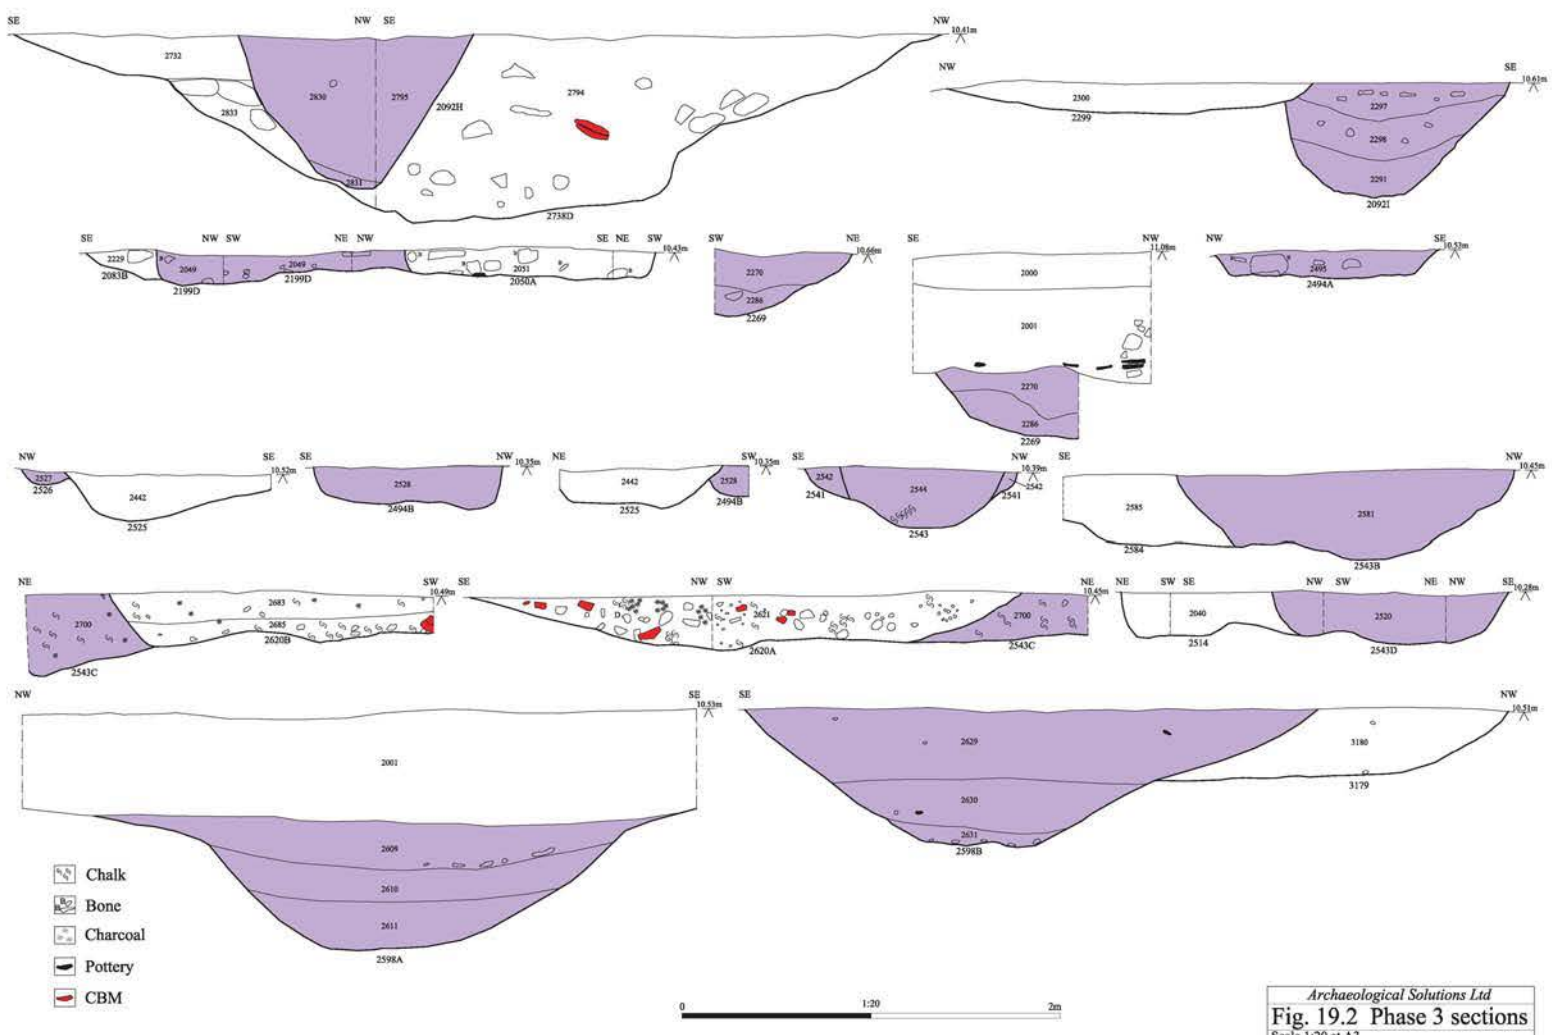 SE NW SE NW
10.41m
2732 2830 2795 2092H 2794
2833
2831
2738D
NW SE
10.61m
2300 2297
2299 2298
2291
2092I
SE NW SW NE NW SE NE SW
10.43m
2229 2049 2049 2051
2083B 2199D 2199D 2050A
SW NE
10.66m
2270
2286
2269
SE NW
11.08m
2000
2001
2270
2286
2269
NW SE
10.53m
2495
2494A
NW SE
10.52m
2527
2526 2442
2525
SE NW
10.35m
2528
2494B
NE SW
10.35m
2442 2528
2525 2494B
SE NW
10.39m
2542 2544 2542
2541 2541
2543
SE NW
10.45m
2585 2581
2584 2543B
NE SW
10.49m
2700 2683
2685
2620B
2543C
SE NW SW NE
10.45m
2621 2700
2620A 2543C
NE SW SE NW SW NE NW SE
10.28m
2040 2520
2514 2543D
NW SE
10.53m
2001
2609
2610
2611
2598A
SE NW
10.51m
2629 3180
2630 3179
2631
2598B
Chalk
Bone
Charcoal
Pottery
CBM
0 1:20 2m
Archaeological Solutions Ltd
Fig. 19.2 Phase 3 sections
Scale 1:20 at A3